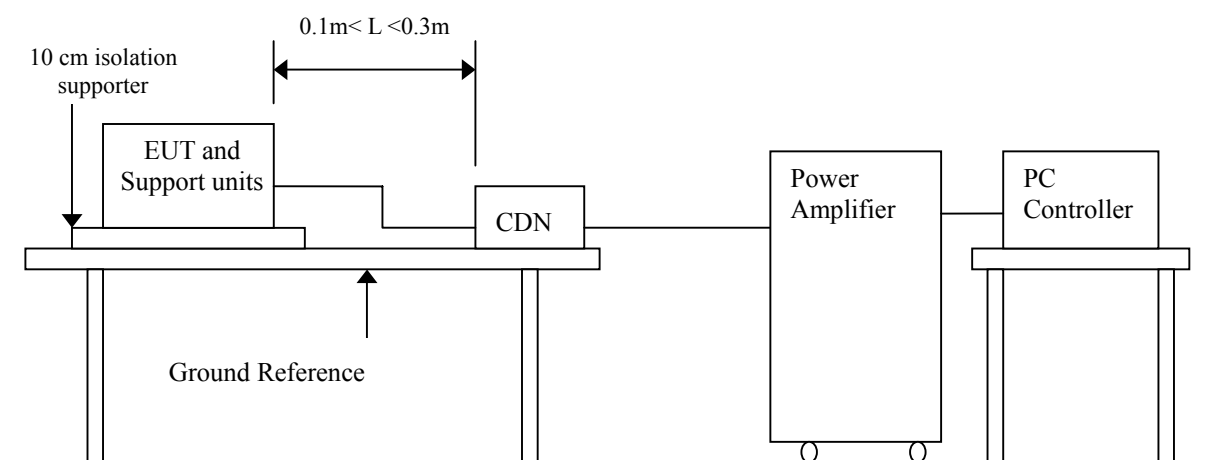 0.1m< L <0.3m
10 cm isolation
supporter
EUT and
Support units
CDN
Power
Amplifier
PC
Controller
Ground Reference